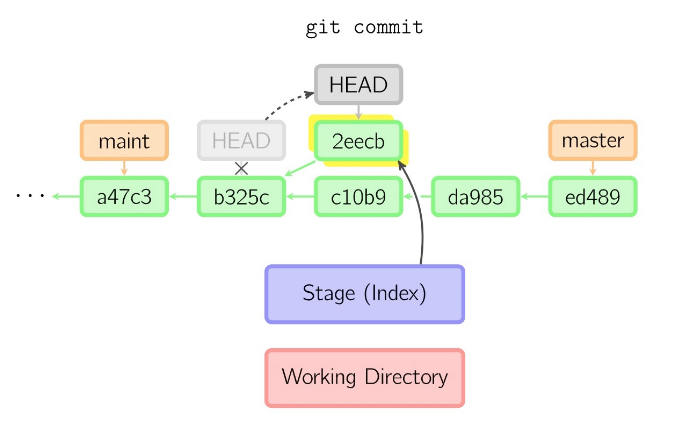 git commit
HEAD
maint
HEAD
2eecb
master
...
a47c3
b325c
c10b9
da985
ed489
Stage (Index)
Working Directory